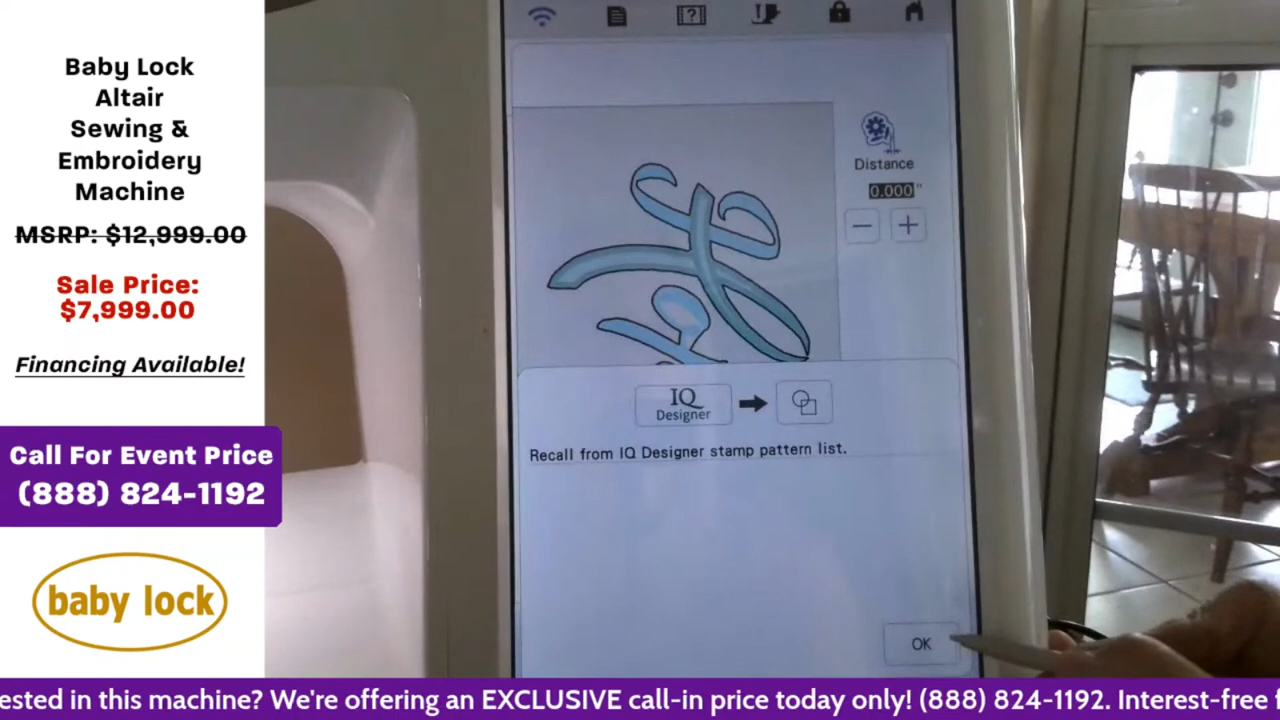 Baby Lock
Altair
Sewing &
Embroidery
Machine
MSRP: $12,999.00
Sale Price:
$7,999.00
Financing Available!
Call For Event Price
(888) 824-1192
baby lock
Distance
0.000"
IQ
Designer
Recall from IQ Designer stamp pattern list.
OK
ested in this machine? We're offering an EXCLUSIVE call-in price today only! (888) 824-1192. Interest-free